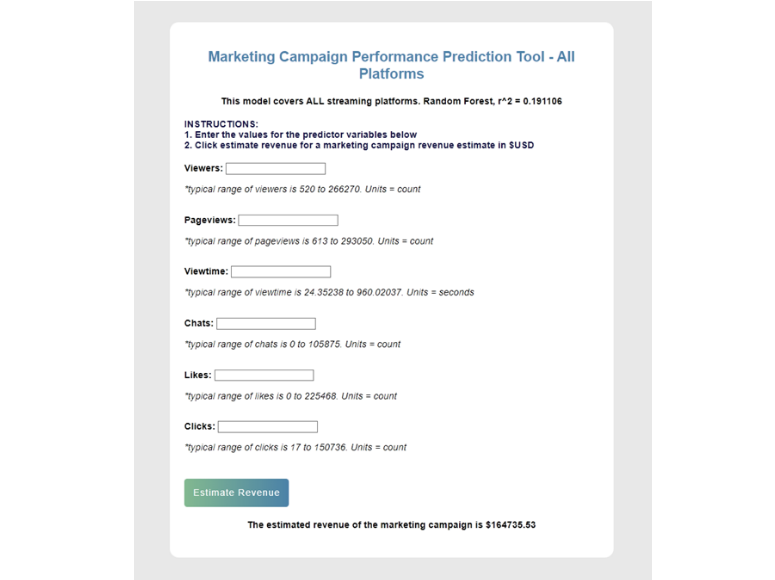 Marketing Campaign Performance Prediction Tool - All
Platforms
This model covers ALL streaming platforms. Random Forest, r^2 = 0.191106
INSTRUCTIONS:
1. Enter the values for the predictor variables below
2. Click estimate revenue for a marketing campaign revenue estimate in $USD
Viewers:
*typical range of viewers is 520 to 266270. Units = count
Pageviews:
*typical range of pageviews is 613 to 293050. Units = count
Viewtime:
*typical range of viewtime is 24.35238 to 960.02037. Units = seconds
Chats:
*typical range of chats is 0 to 105875. Units = count
Likes:
*typical range of likes is 0 to 225468. Units = count
Clicks:
*typical range of clicks is 17 to 150736. Units = count
Estimate Revenue
The estimated revenue of the marketing campaign is $164735.53